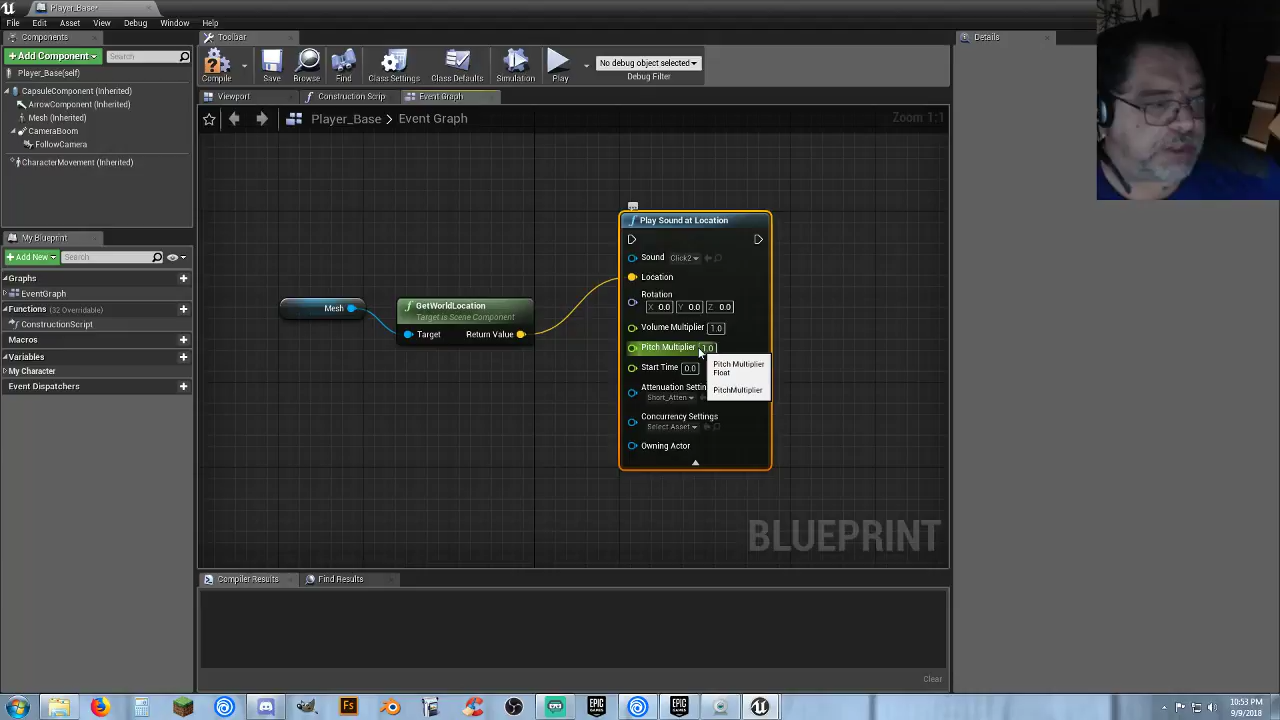 Player_Base*
File Edit Asset View Debug Window Help
Components
Toolbar
Details
Add Component
Search
Player_Base(self)
CapsuleComponent (Inherited)
ArrowComponent (Inherited)
Mesh (Inherited)
CameraBoom
FollowCamera
CharacterMovement (Inherited)
Compile
Save
Browse
Find
Class Settings
Class Defaults
Simulation
Play
No debug object selected
Debug Filter
Viewport
Construction Scrip
Event Graph
Player_Base > Event Graph
Zoom 1:1
My Blueprint
Add New
Search
Graphs
EventGraph
Functions (32 Overridable)
ConstructionScript
Macros
Variables
My Character
Event Dispatchers
Mesh
GetWorldLocation
Target is Scene Component
Target
Return Value
Play Sound at Location
Sound Click2
Location
Rotation
X 0.0 Y 0.0 Z 0.0
Volume Multiplier 1.0
Pitch Multiplier 1.0
Start Time 0.0
Attenuation Settin
Short_Atten
Concurrency Settings
Select Asset
Owning Actor
Pitch Multiplier
Float
PitchMultiplier
BLUEPRINT
Compiler Results
Find Results
Clear
Fs
EPIC GAMES
EPIC GAMES
10:53 PM
9/9/2018